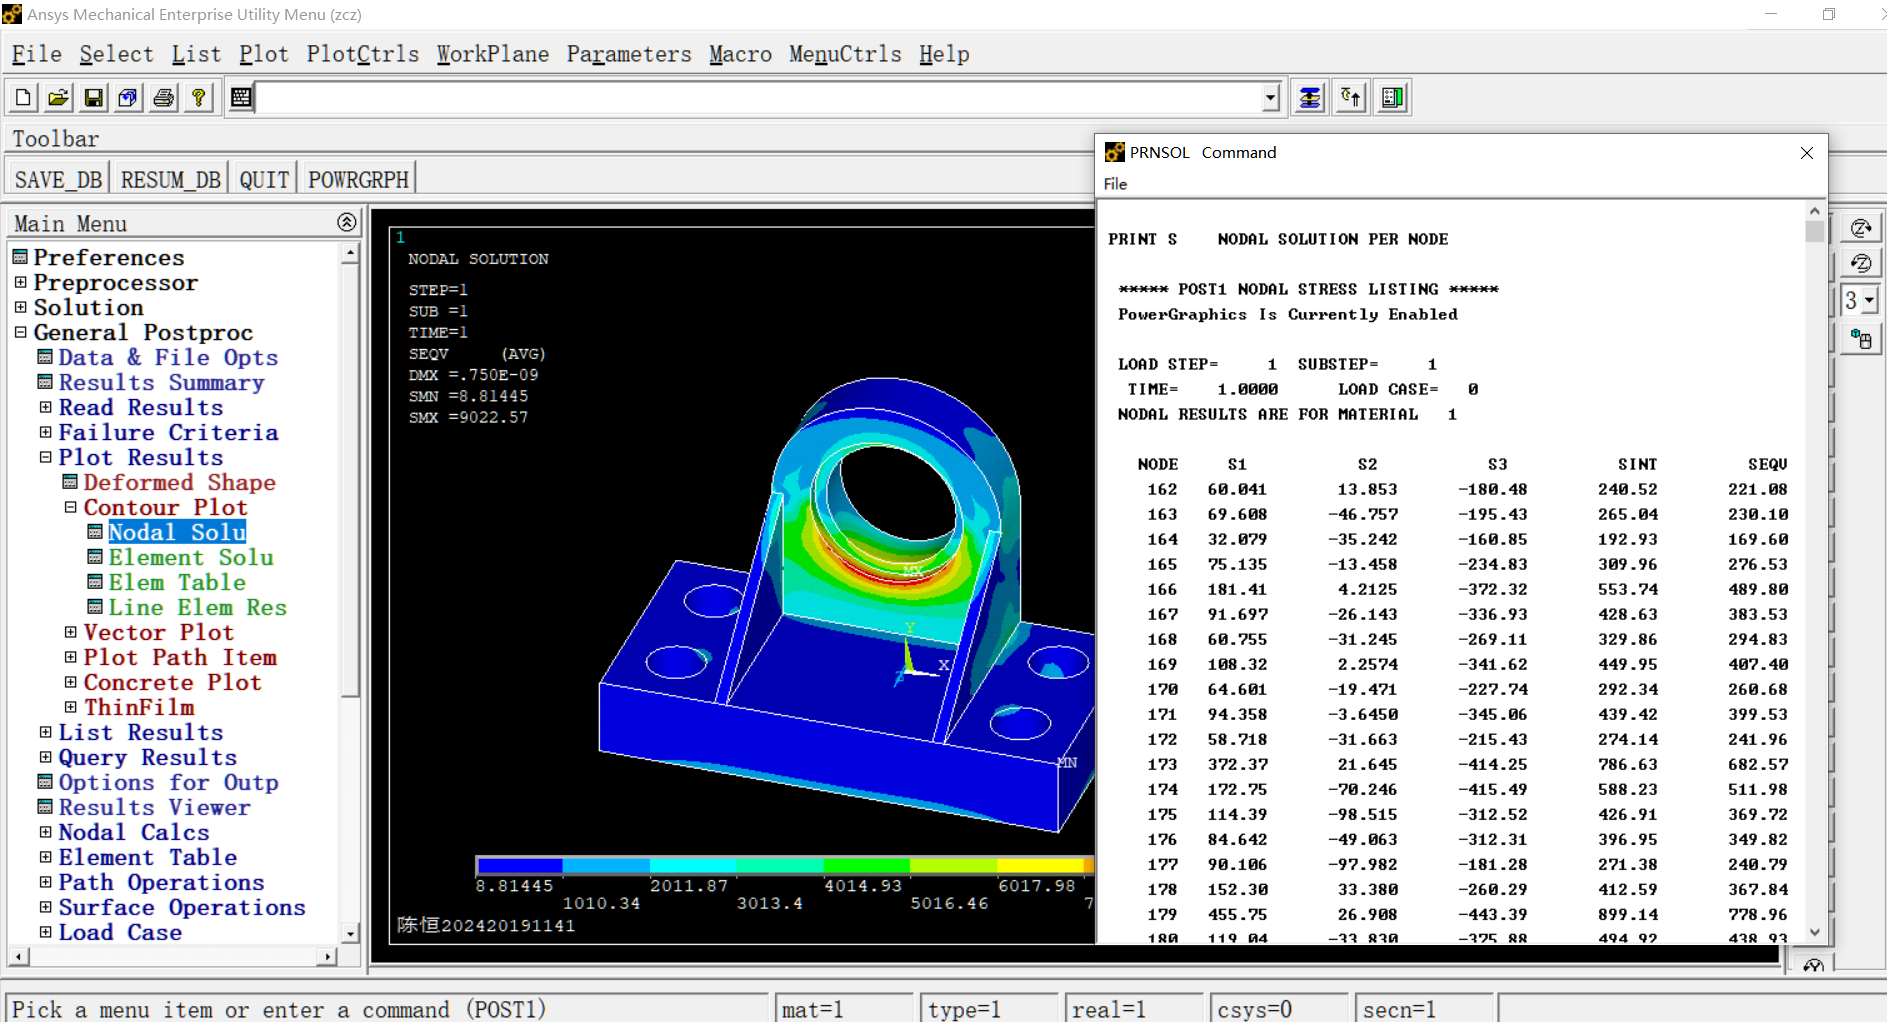 Ansys Mechanical Enterprise Utility Menu (zcz)
File Select List Plot PlotCtrls WorkPlane Parameters Macro MenuCtrls Help
Toolbar
SAVE_DB RESUM_DB QUIT POWRGRPH
Main Menu
Preferences
Preprocessor
Solution
General Postproc
Data & File Opts
Results Summary
Read Results
Failure Criteria
Plot Results
Deformed Shape
Contour Plot
Nodal Solu
Element Solu
Elem Table
Line Elem Res
Vector Plot
Plot Path Item
Concrete Plot
ThinFilm
List Results
Query Results
Options for Outp
Results Viewer
Nodal Calcs
Element Table
Path Operations
Surface Operations
Load Case
1
NODAL SOLUTION
STEP=1
SUB =1
TIME=1
SEQV (AVG)
DMX =.750E-09
SMN =8.81445
SMX =9022.57
MX
Y
X
Z
MN
8.81445 2011.87 4014.93 6017.98
1010.34 3013.4 5016.46 7
陈恒202420191141
PRNSOL Command
File
PRINT S NODAL SOLUTION PER NODE
***** POST1 NODAL STRESS LISTING *****
PowerGraphics Is Currently Enabled
LOAD STEP= 1 SUBSTEP= 1
TIME= 1.0000 LOAD CASE= 0
NODAL RESULTS ARE FOR MATERIAL 1
NODE S1 S2 S3 SINT SEQV
162 60.041 13.853 -180.48 240.52 221.08
163 69.608 -46.757 -195.43 265.04 230.10
164 32.079 -35.242 -160.85 192.93 169.60
165 75.135 -13.458 -234.83 309.96 276.53
166 181.41 4.2125 -372.32 553.74 489.80
167 91.697 -26.143 -336.93 428.63 383.53
168 60.755 -31.245 -269.11 329.86 294.83
169 108.32 2.2574 -341.62 449.95 407.40
170 64.601 -19.471 -227.74 292.34 260.68
171 94.358 -3.6450 -345.06 439.42 399.53
172 58.718 -31.663 -215.43 274.14 241.96
173 372.37 21.645 -414.25 786.63 682.57
174 172.75 -70.246 -415.49 588.23 511.98
175 114.39 -98.515 -312.52 426.91 369.72
176 84.642 -49.063 -312.31 396.95 349.82
177 90.106 -97.982 -181.28 271.38 240.79
178 152.30 33.380 -260.29 412.59 367.84
179 455.75 26.908 -443.39 899.14 778.96
180 119.04 -33.830 -375.88 494.92 438.93
3
Pick a menu item or enter a command (POST1) mat=1 type=1 real=1 csys=0 secn=1